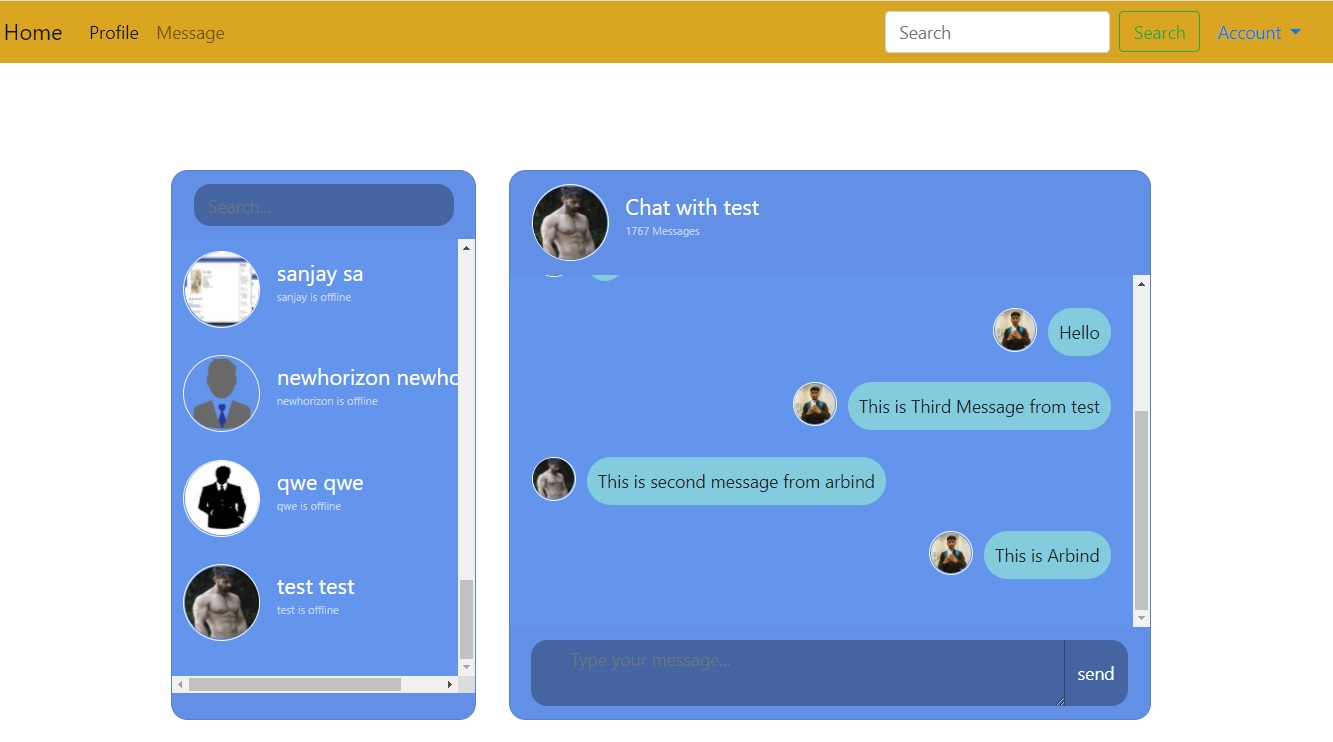 Home Profile Message Search Search Account
Search...
sanjay sa
sanjay is offline
newhorizon newho
newhorizon is offline
qwe qwe
qwe is offline
test test
test is offline
Chat with test
1767 Messages
Hello
This is Third Message from test
This is second message from arbind
This is Arbind
Type your message...
send